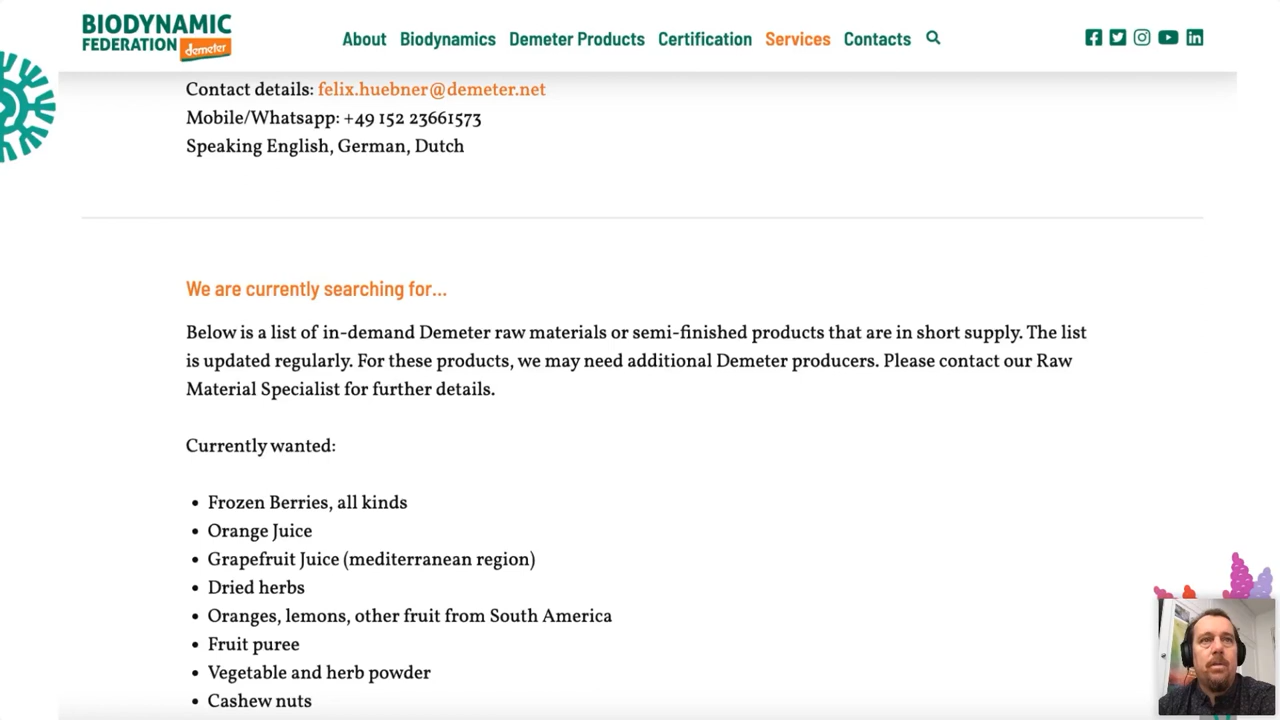 BIODYNAMIC
FEDERATION demeter
About Biodynamics Demeter Products Certification Services Contacts
Contact details: felix.huebner@demeter.net
Mobile/Whatsapp: +49 152 23661573
Speaking English, German, Dutch
We are currently searching for...
Below is a list of in-demand Demeter raw materials or semi-finished products that are in short supply. The list
is updated regularly. For these products, we may need additional Demeter producers. Please contact our Raw
Material Specialist for further details.
Currently wanted:
• Frozen Berries, all kinds
• Orange Juice
• Grapefruit Juice (mediterranean region)
• Dried herbs
• Oranges, lemons, other fruit from South America
• Fruit puree
• Vegetable and herb powder
• Cashew nuts